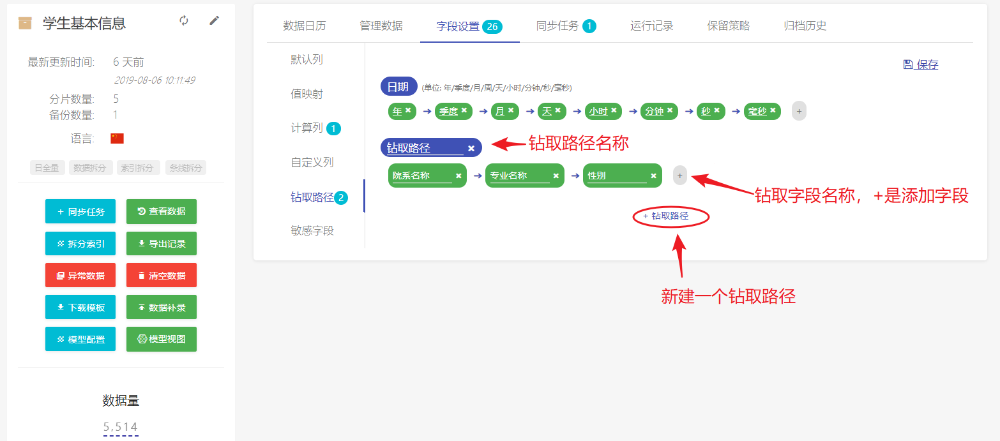 学生基本信息
最新更新时间: 6 天前
2019-08-06 10:11:49
分片数量: 5
备份数量: 1
语言:
日全量 数据拆分 索引拆分 条线拆分
+ 同步任务 查看数据
拆分索引 导出记录
异常数据 清空数据
下载模板 数据补录
模型配置 模型视图
数据量
5,514
数据日历 管理数据 字段设置 26 同步任务 1 运行记录 保留策略 归档历史
默认列
值映射
计算列 1
自定义列
钻取路径 2
敏感字段
保存
日期 (单位: 年/季度/月/周/天/小时/分钟/秒/毫秒)
年 × → 季度 × → 月 × → 天 × → 小时 × → 分钟 × → 秒 × → 毫秒 × +
钻取路径 × 钻取路径名称
院系名称 × → 专业名称 × → 性别 × +
钻取字段名称，+是添加字段
+ 钻取路径
新建一个钻取路径